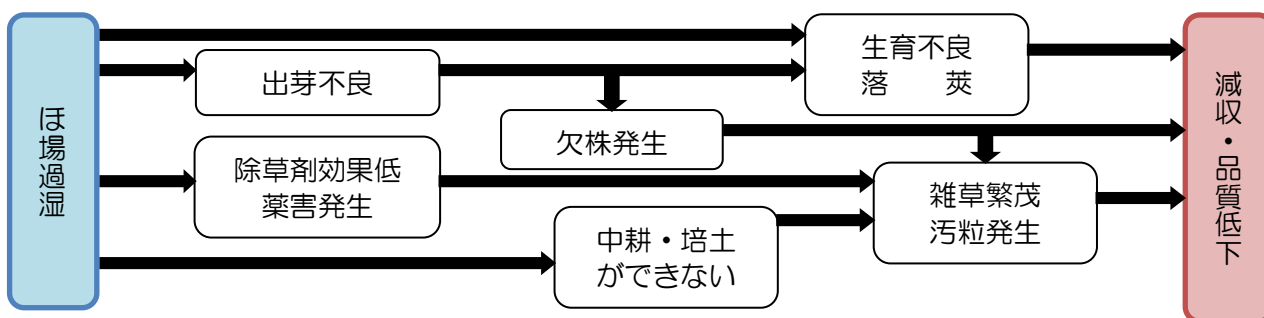 ほ場過湿
出芽不良
除草剤効果低
薬害発生
欠株発生
中耕・培土
ができない
生育不良
落　　莢
雑草繁茂
汚粒発生
減収・品質低下